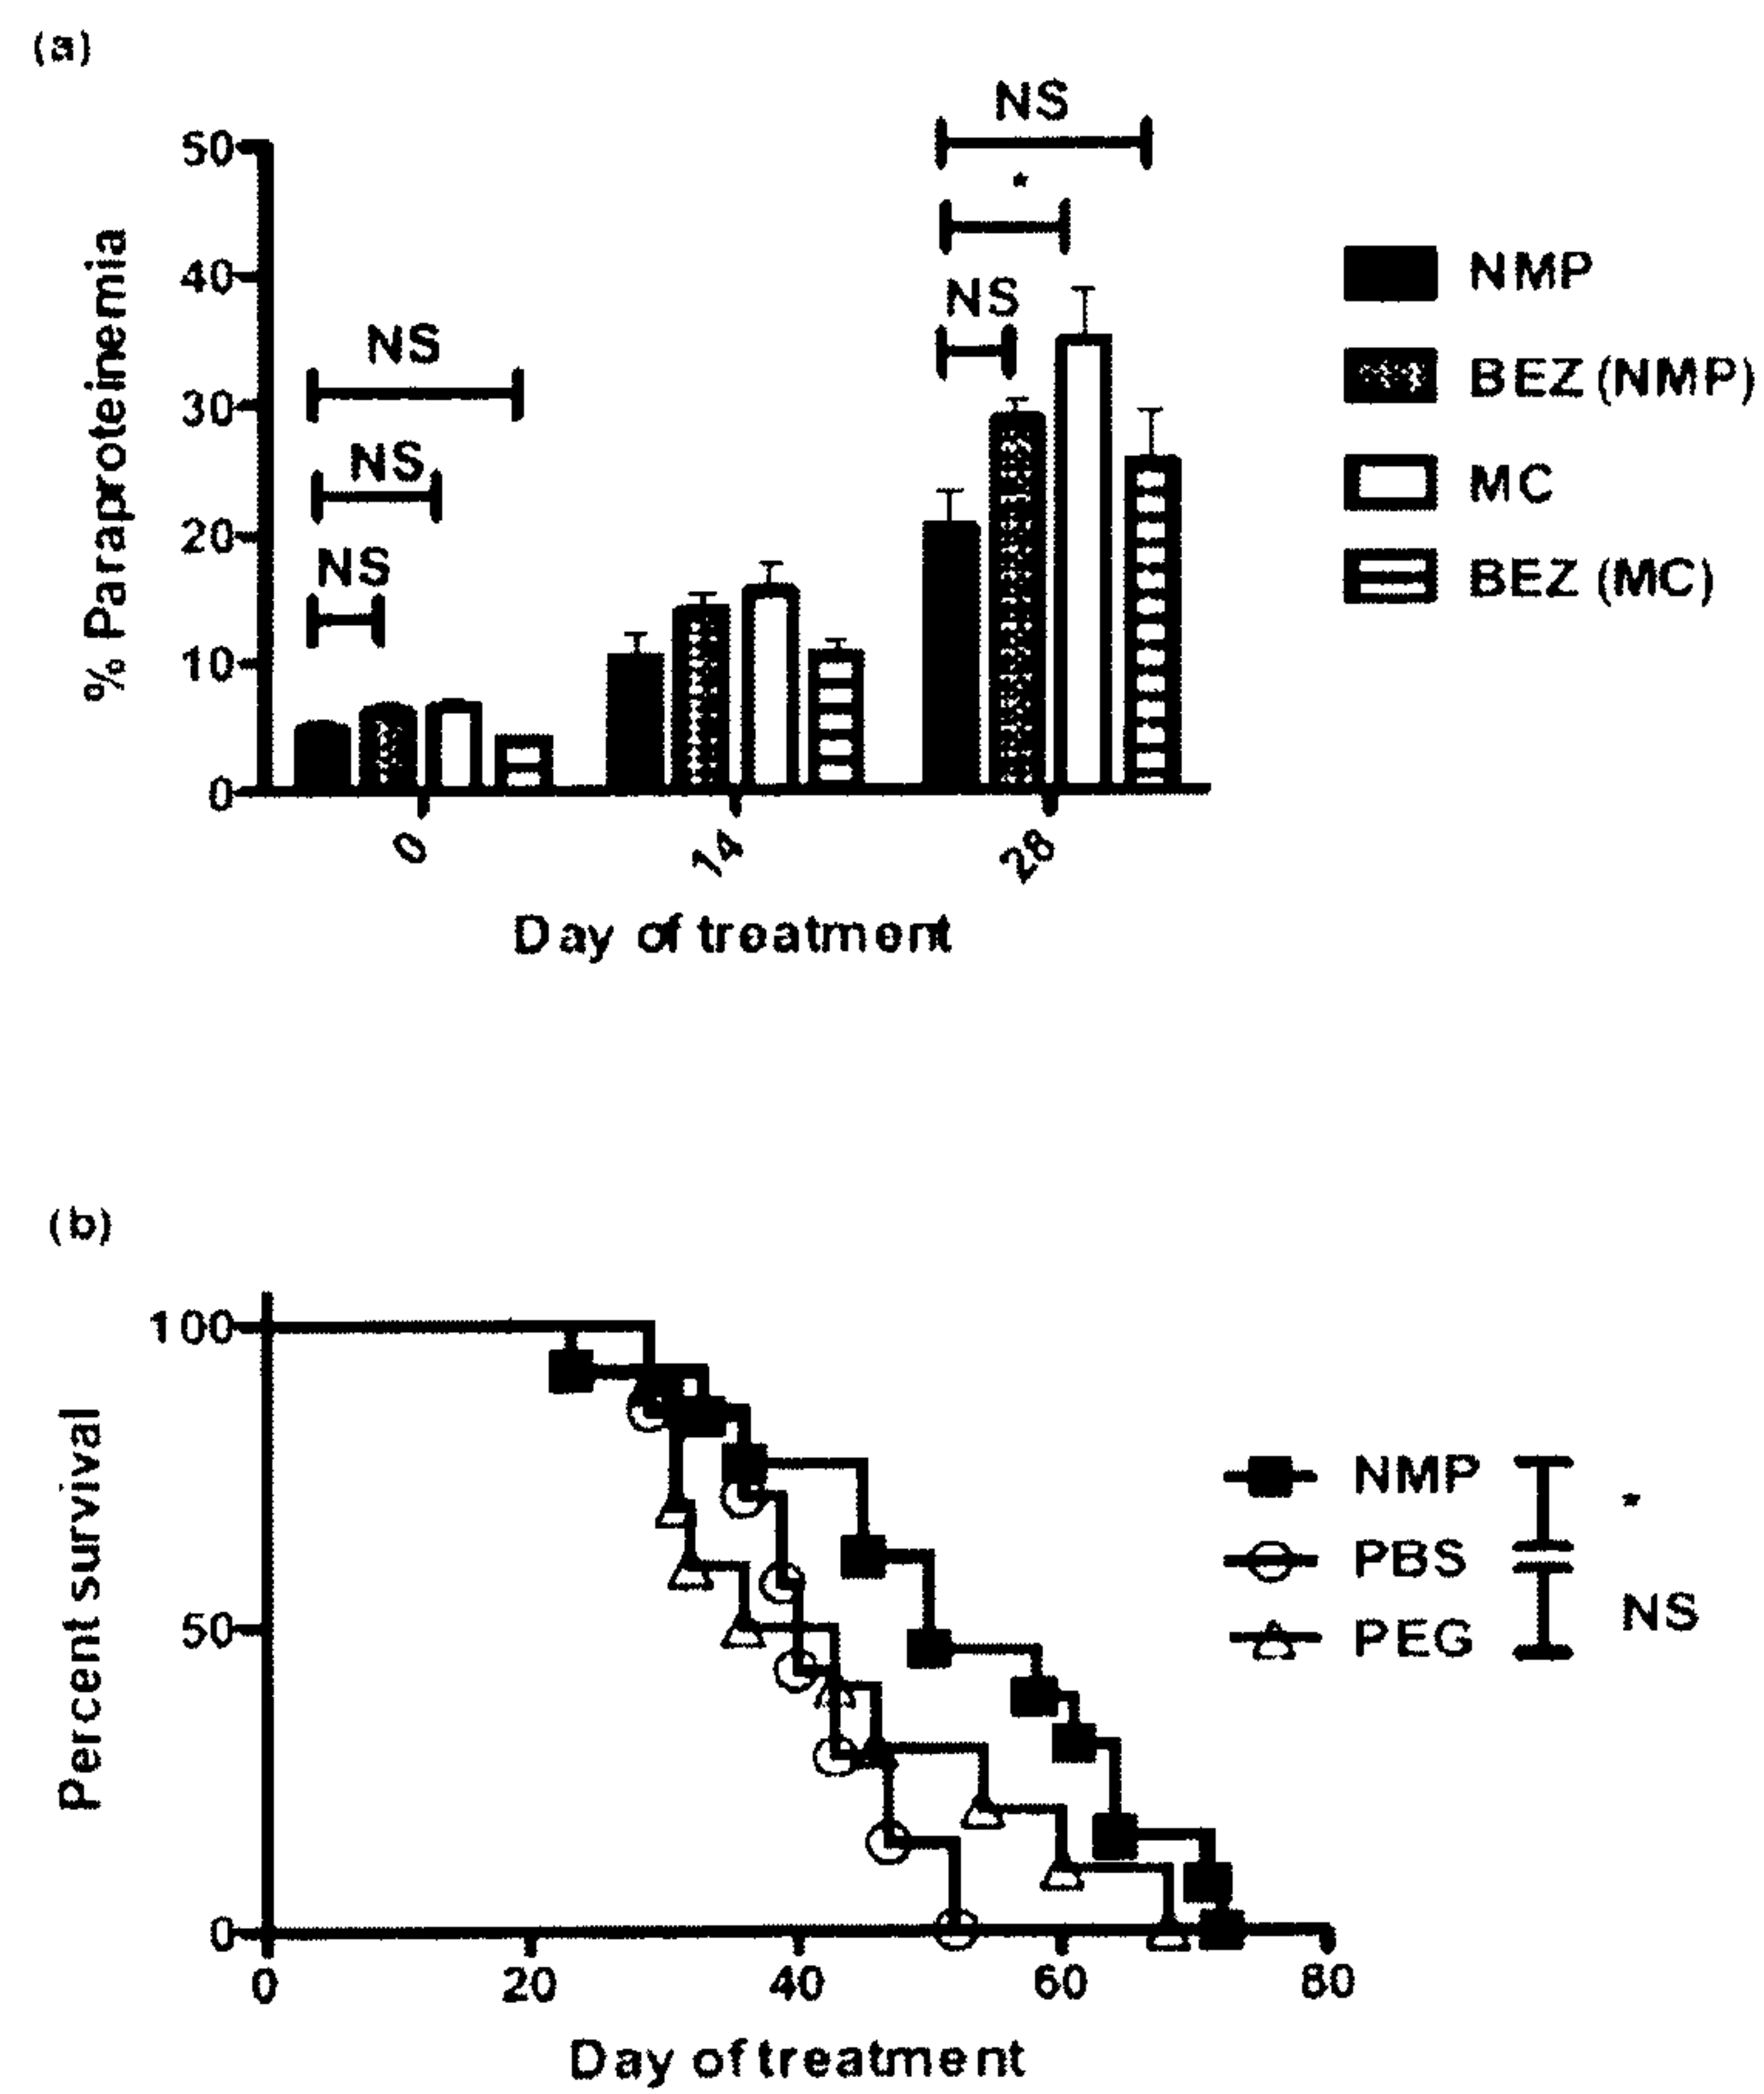 (a)
NS
50
*
% Paraproteinemia
NMP
40
NS
NS
BEZ (NMP)
30
NS
MC
20
NS
BEZ (MC)
10
0
0
14
28
Day of treatment
(b)
100
Percent survival
NMP
*
PBS
50
NS
PEG
0
0
20
40
60
80
Day of treatment